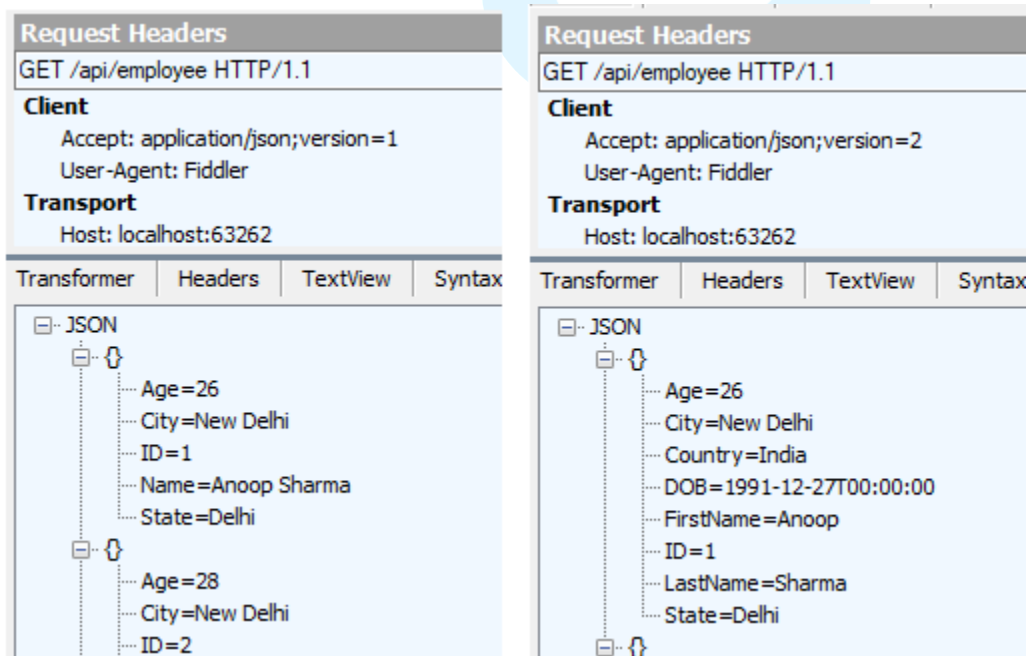 Request Headers
GET /api/employee HTTP/1.1
Client
Accept: application/json;version=1
User-Agent: Fiddler
Transport
Host: localhost:63262
Transformer Headers TextView Syntax
JSON
{}
Age=26
City=New Delhi
ID=1
Name=Anoop Sharma
State=Delhi
{}
Age=28
City=New Delhi
ID=2
Request Headers
GET /api/employee HTTP/1.1
Client
Accept: application/json;version=2
User-Agent: Fiddler
Transport
Host: localhost:63262
Transformer Headers TextView Syntax
JSON
{}
Age=26
City=New Delhi
Country=India
DOB=1991-12-27T00:00:00
FirstName=Anoop
ID=1
LastName=Sharma
State=Delhi
{}